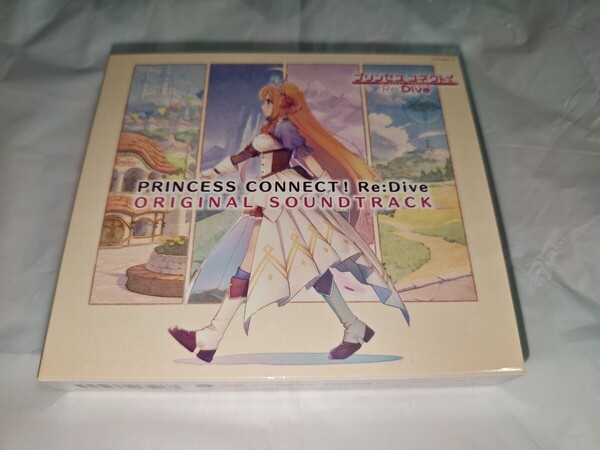 プリンセスコネクト!
Re:Dive
PRINCESS CONNECT! Re:Dive
ORIGINAL SOUNDTRACK